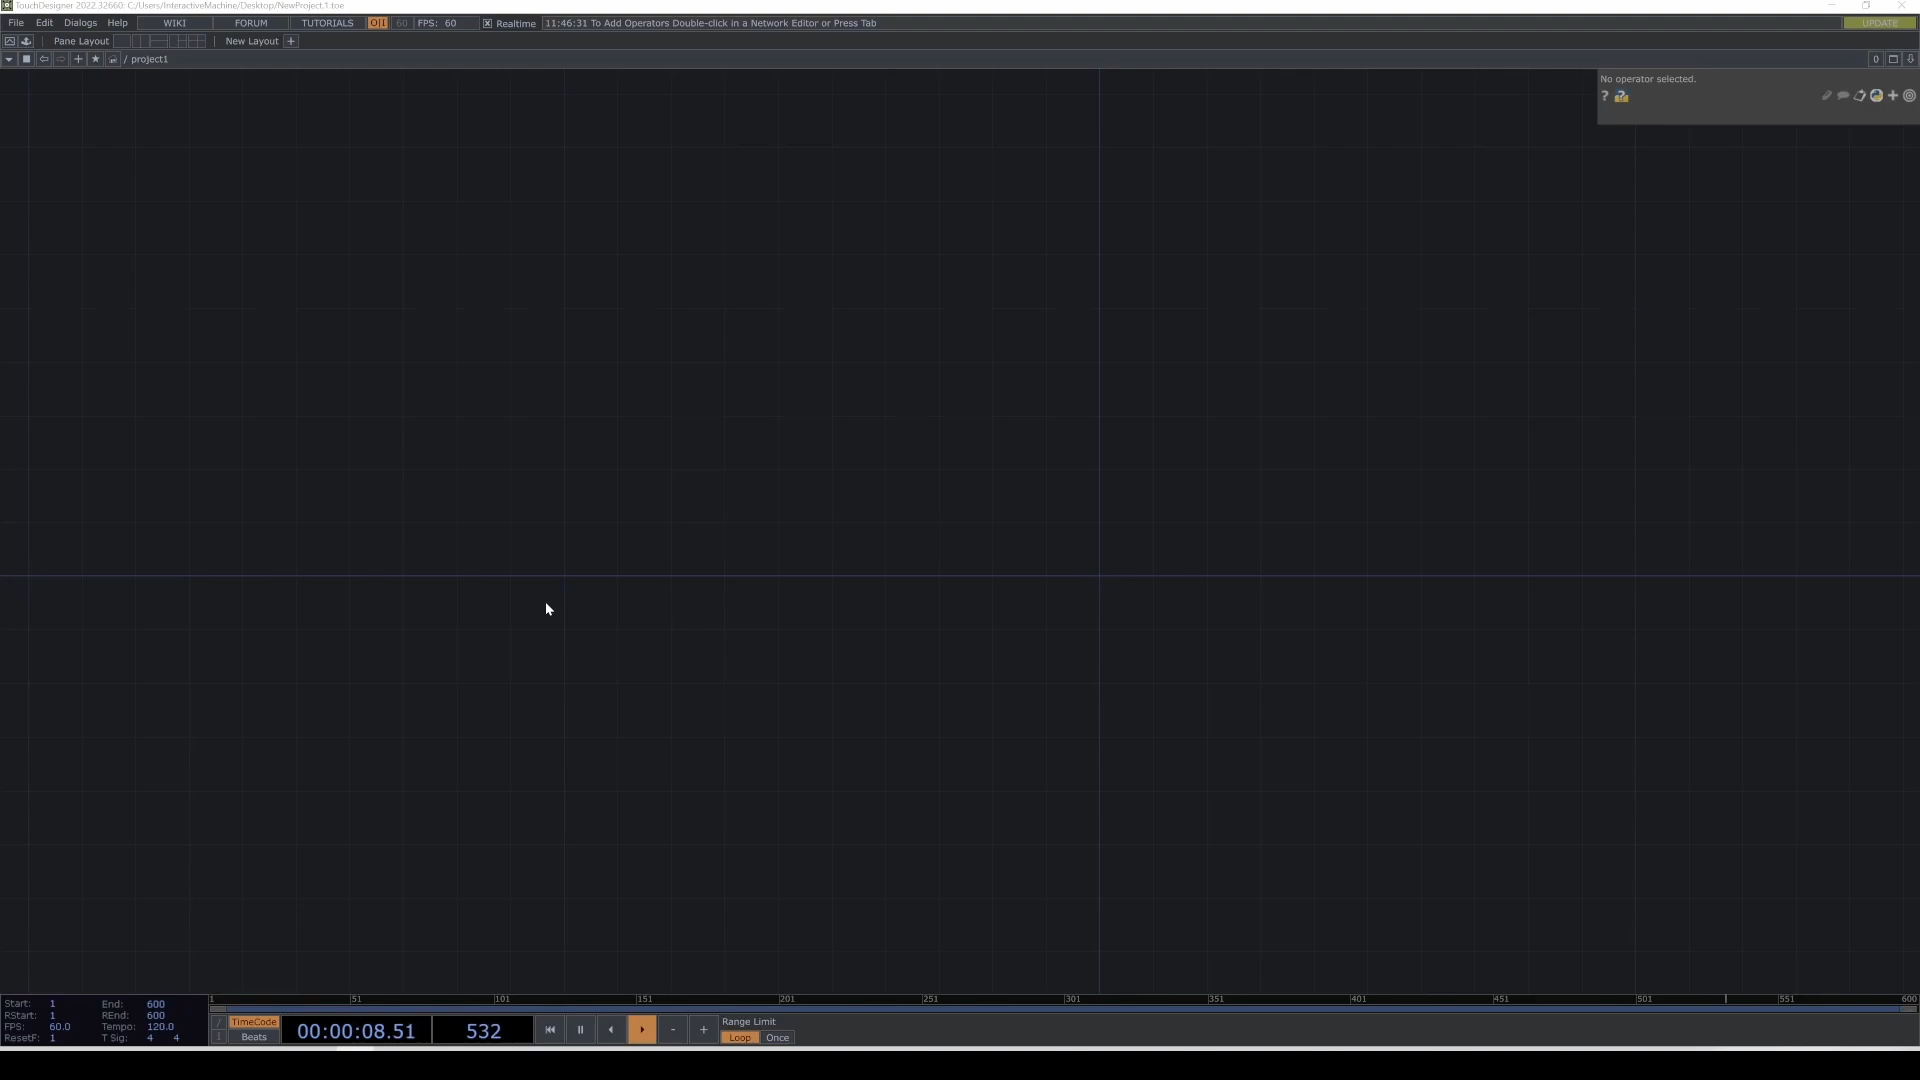 TouchDesigner 2022.32660: C:/Users/InteractiveMachine/Desktop/NewProject.1.toe
File Edit Dialogs Help WIKI FORUM TUTORIALS O|I 60 FPS: 60 Realtime 11:46:31 To Add Operators Double-click in a Network Editor or Press Tab UPDATE
Pane Layout New Layout +
/ project1 0
No operator selected.
? ?
Start: 1 End: 600
RStart: 1 REnd: 600
FPS: 60.0 Tempo: 120.0
ResetF: 1 T Sig: 4 4
1 51 101 151 201 251 301 351 401 451 501 551 600
TimeCode
Beats
00:00:08.51 532
- +
Range Limit
Loop Once